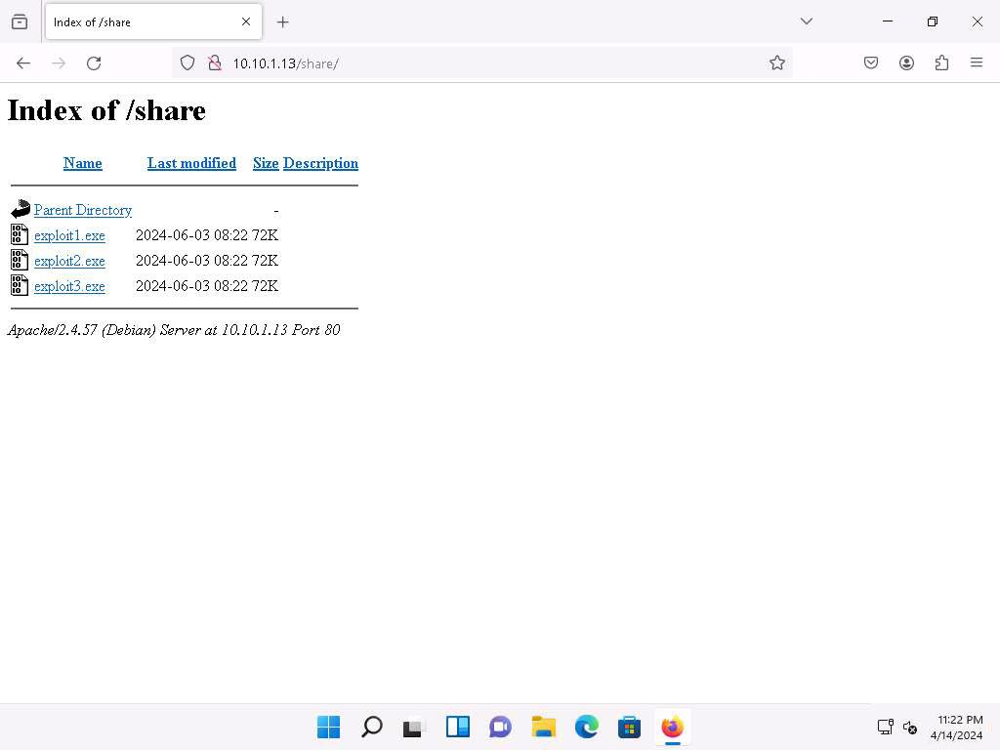 Index of /share
10.10.1.13/share/
Index of /share
Name Last modified Size Description
Parent Directory -
exploit1.exe 2024-06-03 08:22 72K
exploit2.exe 2024-06-03 08:22 72K
exploit3.exe 2024-06-03 08:22 72K
Apache/2.4.57 (Debian) Server at 10.10.1.13 Port 80
11:22 PM
4/14/2024